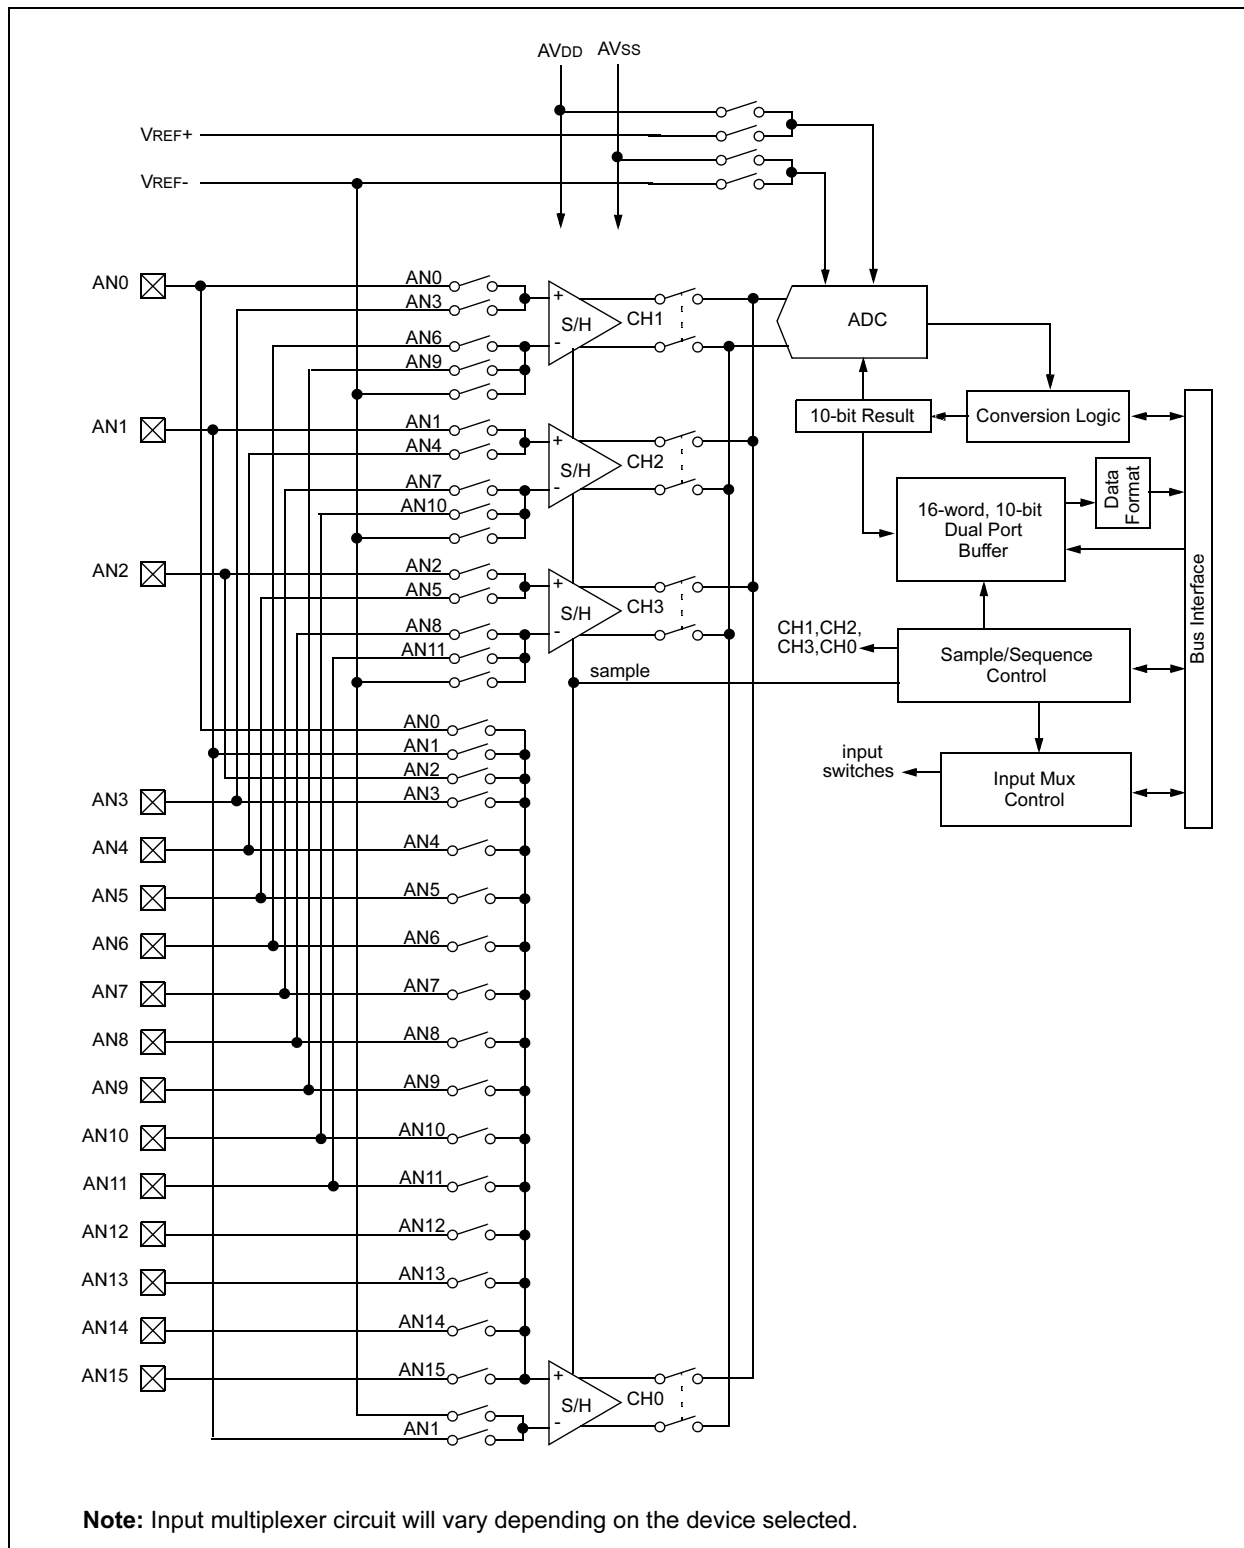 AVDD AVSS
VREF+
VREF-
AN0
AN0
AN3
AN6
AN9
+
-
S/H
CH1
ADC
10-bit Result
Conversion Logic
AN1
AN1
AN4
AN7
AN10
+
-
S/H
CH2
16-word, 10-bit
Dual Port
Buffer
Data
Format
Bus Interface
AN2
AN2
AN5
AN8
AN11
+
-
S/H
CH3
CH1,CH2,
CH3,CH0
Sample/Sequence
Control
sample
input
switches
Input Mux
Control
AN0
AN1
AN2
AN3 AN3
AN4 AN4
AN5 AN5
AN6 AN6
AN7 AN7
AN8 AN8
AN9 AN9
AN10 AN10
AN11 AN11
AN12 AN12
AN13 AN13
AN14 AN14
AN15 AN15
AN1
+
-
S/H
CH0
Note: Input multiplexer circuit will vary depending on the device selected.